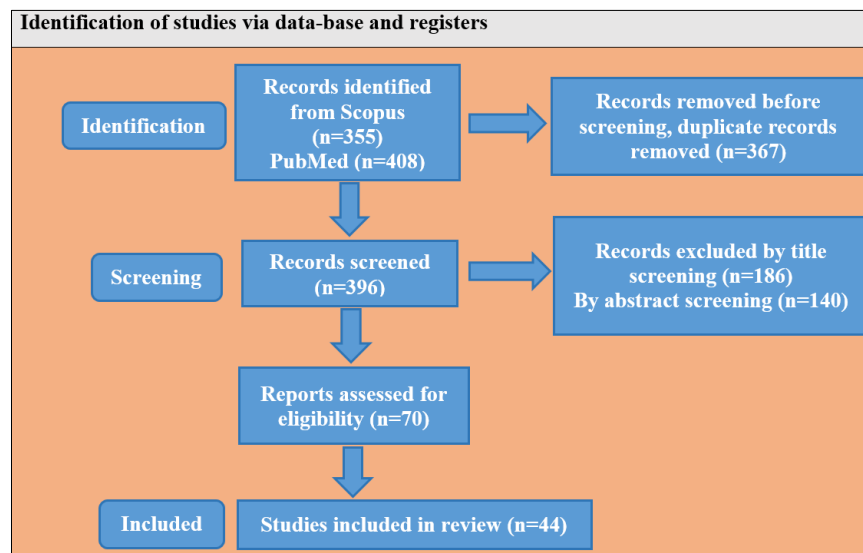 Identification of studies via data-base and registers
Identification
Records identified
from Scopus
(n=355)
PubMed (n=408)
Records removed before
screening, duplicate records
removed (n=367)
Screening
Records screened
(n=396)
Records excluded by title
screening (n=186)
By abstract screening (n=140)
Reports assessed for
eligibility (n=70)
Included
Studies included in review (n=44)